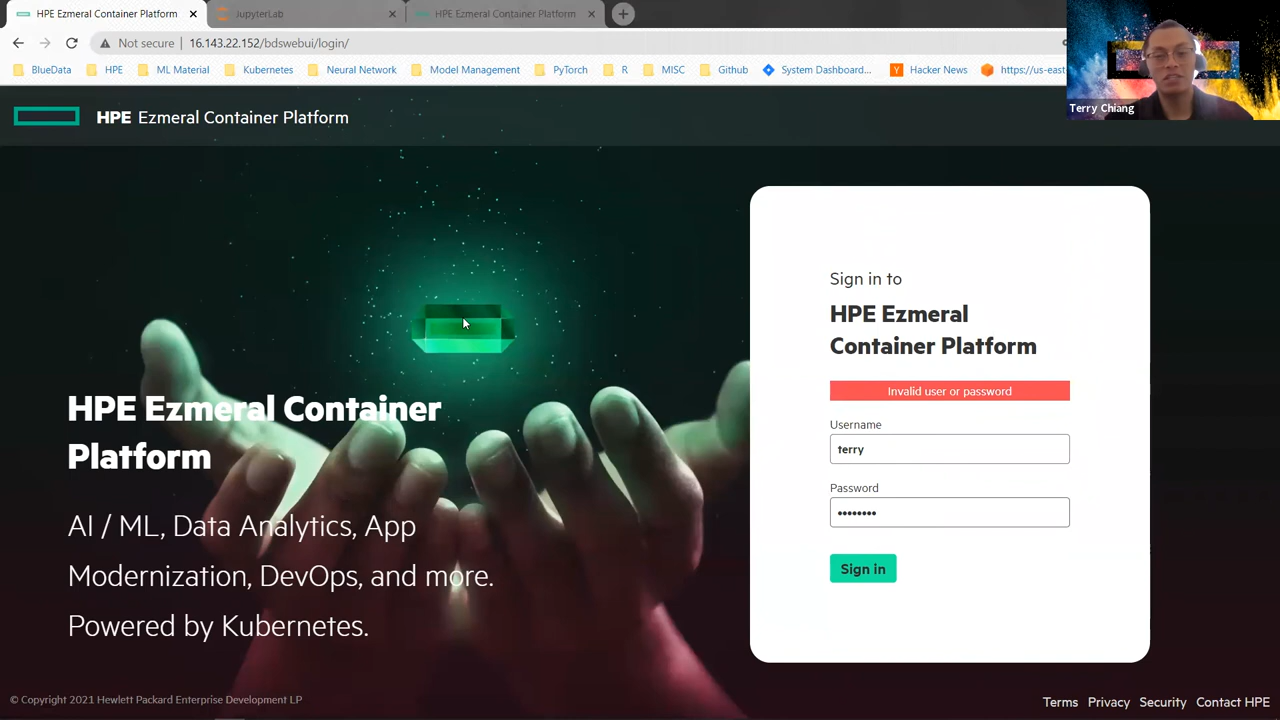 HPE Ezmeral Container Platform
JupyterLab
HPE Ezmeral Container Platform
Not secure 16.143.22.152/bdswebui/login/
BlueData HPE ML Material Kubernetes Neural Network Model Management PyTorch R MISC Github System Dashboard... Hacker News https://us-east
Terry Chiang
HPE Ezmeral Container Platform
Sign in to
HPE Ezmeral
Container Platform
Invalid user or password
Username
terry
Password
••••••••
Sign in
HPE Ezmeral Container
Platform
AI / ML, Data Analytics, App
Modernization, DevOps, and more.
Powered by Kubernetes.
© Copyright 2021 Hewlett Packard Enterprise Development LP
Terms Privacy Security Contact HPE